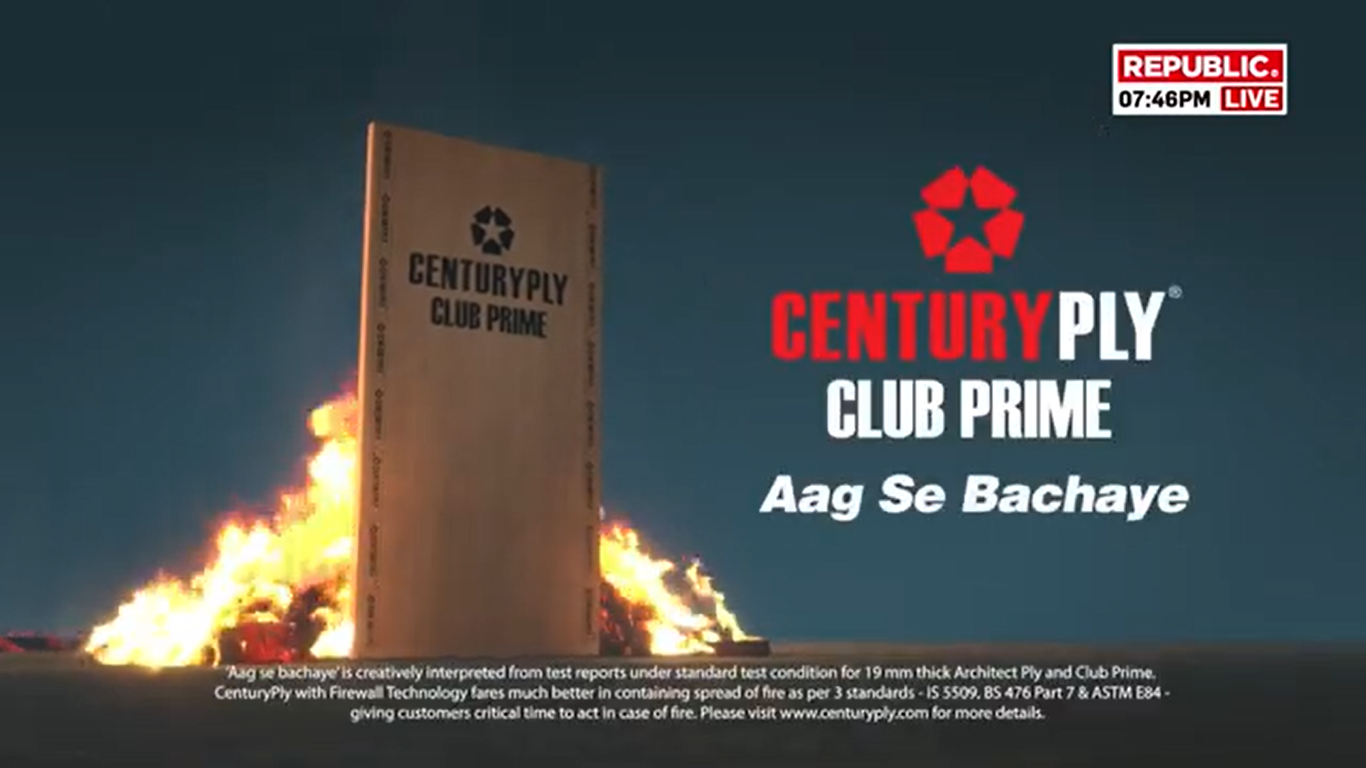 REPUBLIC.
07:46PM LIVE
CENTURYPLY
CLUB PRIME
CENTURYPLY®
CLUB PRIME
Aag Se Bachaye
'Aag se bachaye' is creatively interpreted from test reports under standard test condition for 19 mm thick Architect Ply and Club Prime.
CenturyPly with Firewall Technology fares much better in containing spread of fire as per 3 standards - IS 5509, BS 476 Part 7 & ASTM E84 -
giving customers critical time to act in case of fire. Please visit www.centuryply.com for more details.